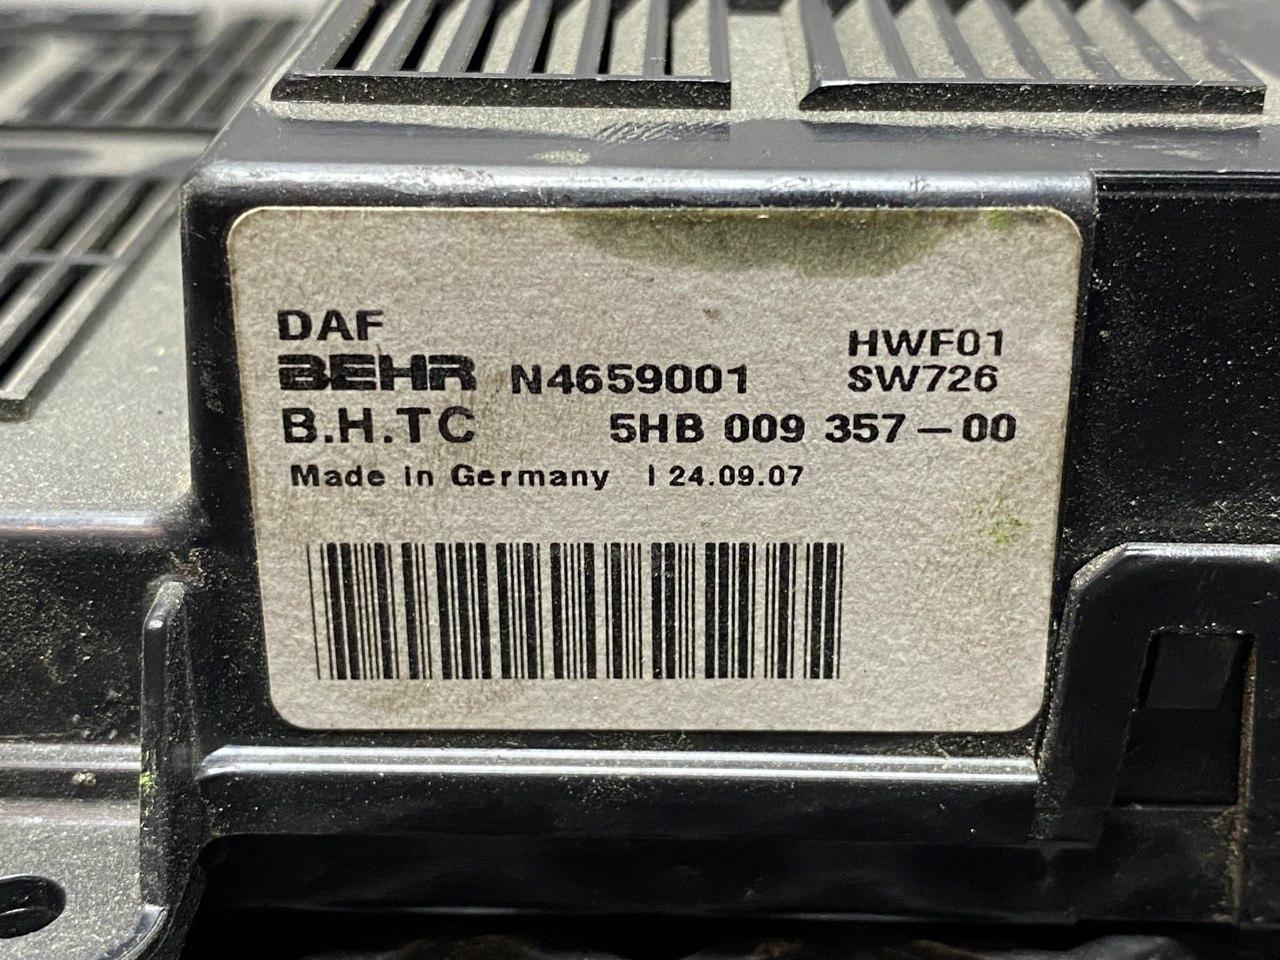 DAF
BEHR N4659001
HWF01
SW726
B.H.TC 5HB 009 357-00
Made in Germany I 24.09.07